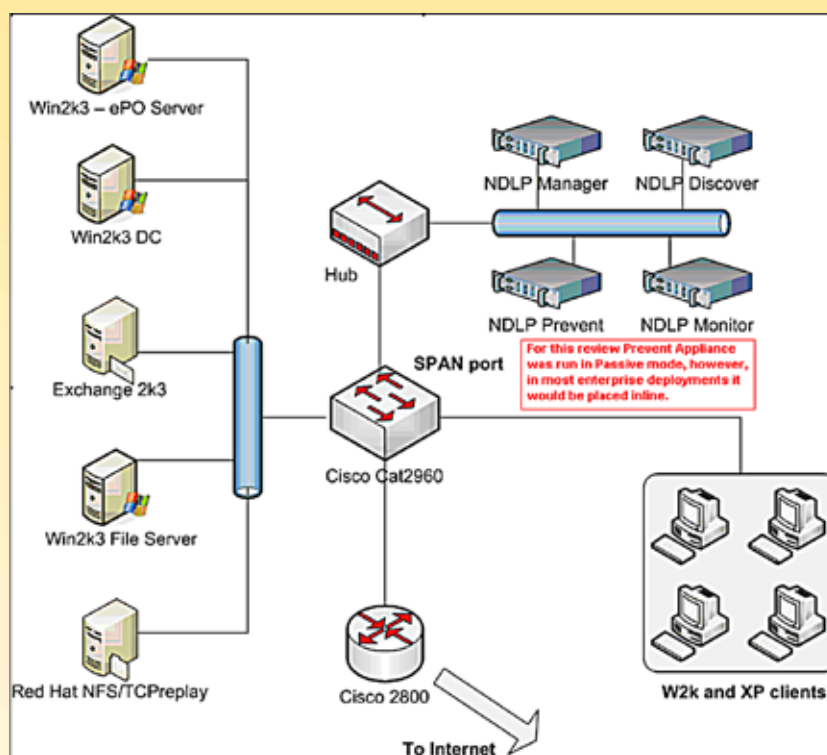 Win2k3 – ePO Server
Win2k3 DC
Exchange 2k3
Win2k3 File Server
Red Hat NFS/TCPreplay
Hub
NDLP Manager
NDLP Discover
NDLP Prevent
NDLP Monitor
SPAN port
For this review Prevent Appliance
was run in Passive mode, however,
in most enterprise deployments it
would be placed inline.
Cisco Cat2960
Cisco 2800
To Internet
W2k and XP clients